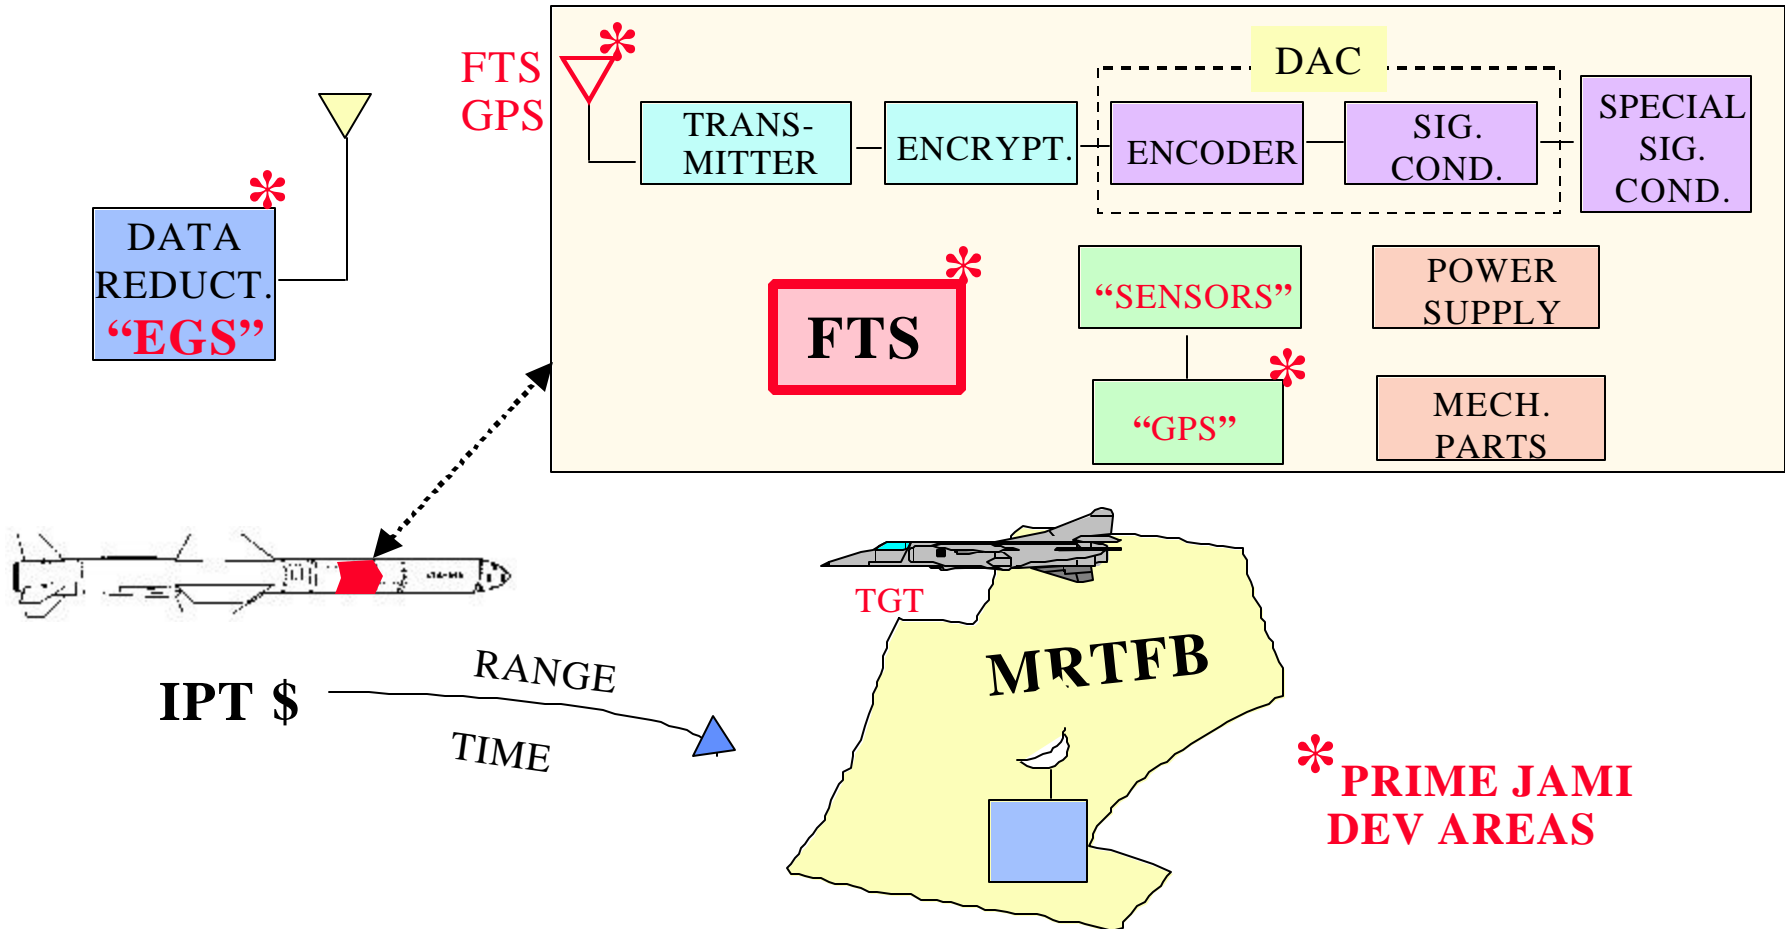 FTS
GPS
DAC
TRANS-
MITTER
ENCRYPT.
ENCODER
SIG.
COND.
SPECIAL
SIG.
COND.
DATA
REDUCT.
“EGS”
FTS
“SENSORS”
POWER
SUPPLY
“GPS”
MECH.
PARTS
TGT
MRTFB
IPT $
RANGE
TIME
* PRIME JAMI
DEV AREAS